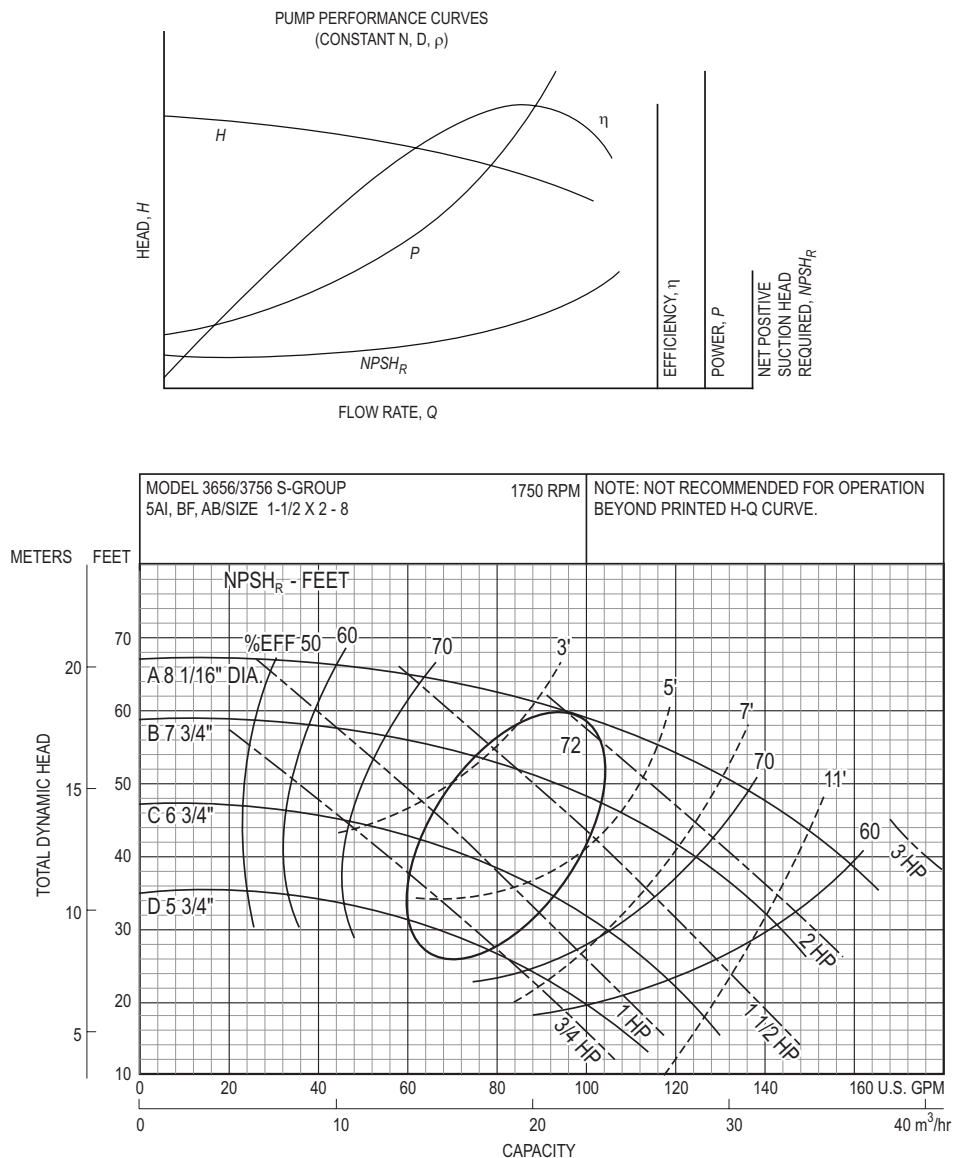 PUMP PERFORMANCE CURVES
(CONSTANT N, D, ρ)
H
η
P
NPSH_R
HEAD, H
FLOW RATE, Q
EFFICIENCY, η
POWER, P
NET POSITIVE
SUCTION HEAD
REQUIRED, NPSH_R
MODEL 3656/3756 S-GROUP
5AI, BF, AB/SIZE 1-1/2 X 2 - 8
1750 RPM
NOTE: NOT RECOMMENDED FOR OPERATION
BEYOND PRINTED H-Q CURVE.
METERS FEET
NPSH_R - FEET
%EFF 50 60 70 3' 5' 7' 11'
A 8 1/16" DIA.
B 7 3/4"
C 6 3/4"
D 5 3/4"
72
70
60
3 HP
2 HP
1 1/2 HP
1 HP
3/4 HP
70
60
50
40
30
20
10
20
15
10
5
TOTAL DYNAMIC HEAD
0 20 40 60 80 100 120 140 160 U.S. GPM
0 10 20 30 40 m³/hr
CAPACITY